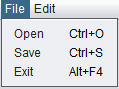 File Edit
Open Ctrl+O
Save Ctrl+S
Exit Alt+F4